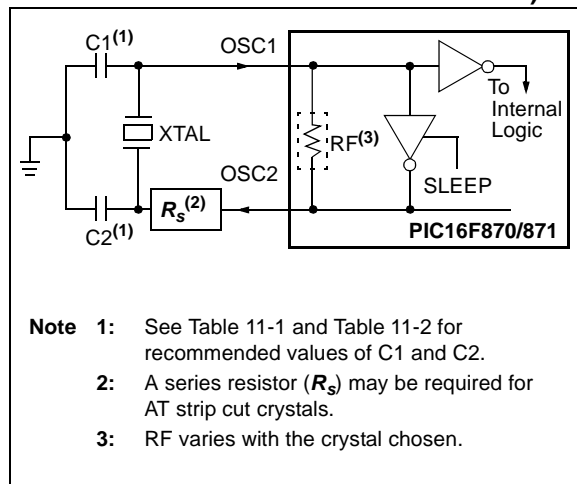 C1(1)
OSC1
To
Internal
Logic
XTAL
RF(3)
OSC2
SLEEP
Rs(2)
C2(1)
PIC16F870/871
Note 1: See Table 11-1 and Table 11-2 for
recommended values of C1 and C2.
2: A series resistor (Rs) may be required for
AT strip cut crystals.
3: RF varies with the crystal chosen.